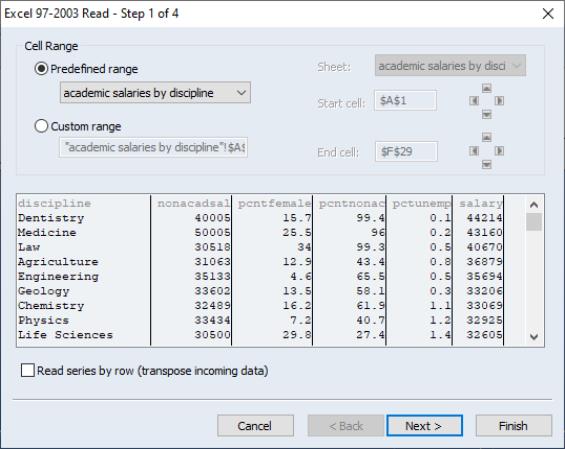 Excel 97-2003 Read - Step 1 of 4
Cell Range
Predefined range
academic salaries by discipline
Custom range
"academic salaries by discipline"!$A$
Sheet: academic salaries by disci
Start cell: $A$1
End cell: $F$29
discipline nonacadsal pcntfemale pcntnonac pctunemp salary
Dentistry 40005 15.7 99.4 0.1 44214
Medicine 50005 25.5 96 0.2 43160
Law 30518 34 99.3 0.5 40670
Agriculture 31063 12.9 43.4 0.8 36879
Engineering 35133 4.6 65.5 0.5 35694
Geology 33602 13.5 58.1 0.3 33206
Chemistry 32489 16.2 61.9 1.1 33069
Physics 33434 7.2 40.7 1.2 32925
Life Sciences 30500 29.8 27.4 1.4 32605
Read series by row (transpose incoming data)
Cancel < Back Next > Finish